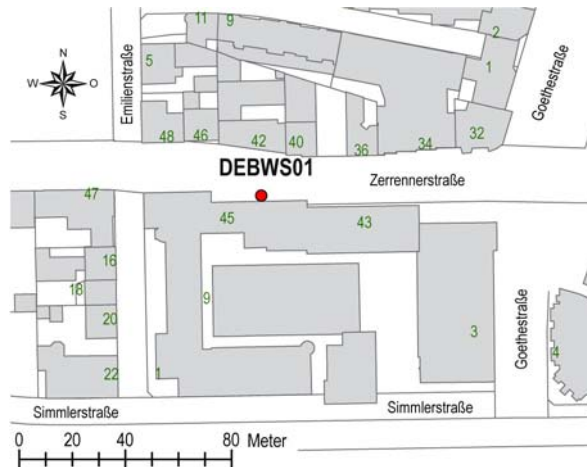 11
9
2
N
W O
S
5
Emilienstraße
1
Goethestraße
48
46
42
40
36
34
32
DEBWS01
Zerrennerstraße
47
45
43
16
18
9
20
3
Goethestraße
4
22
1
Simmlerstraße
Simmlerstraße
0 20 40 80 Meter